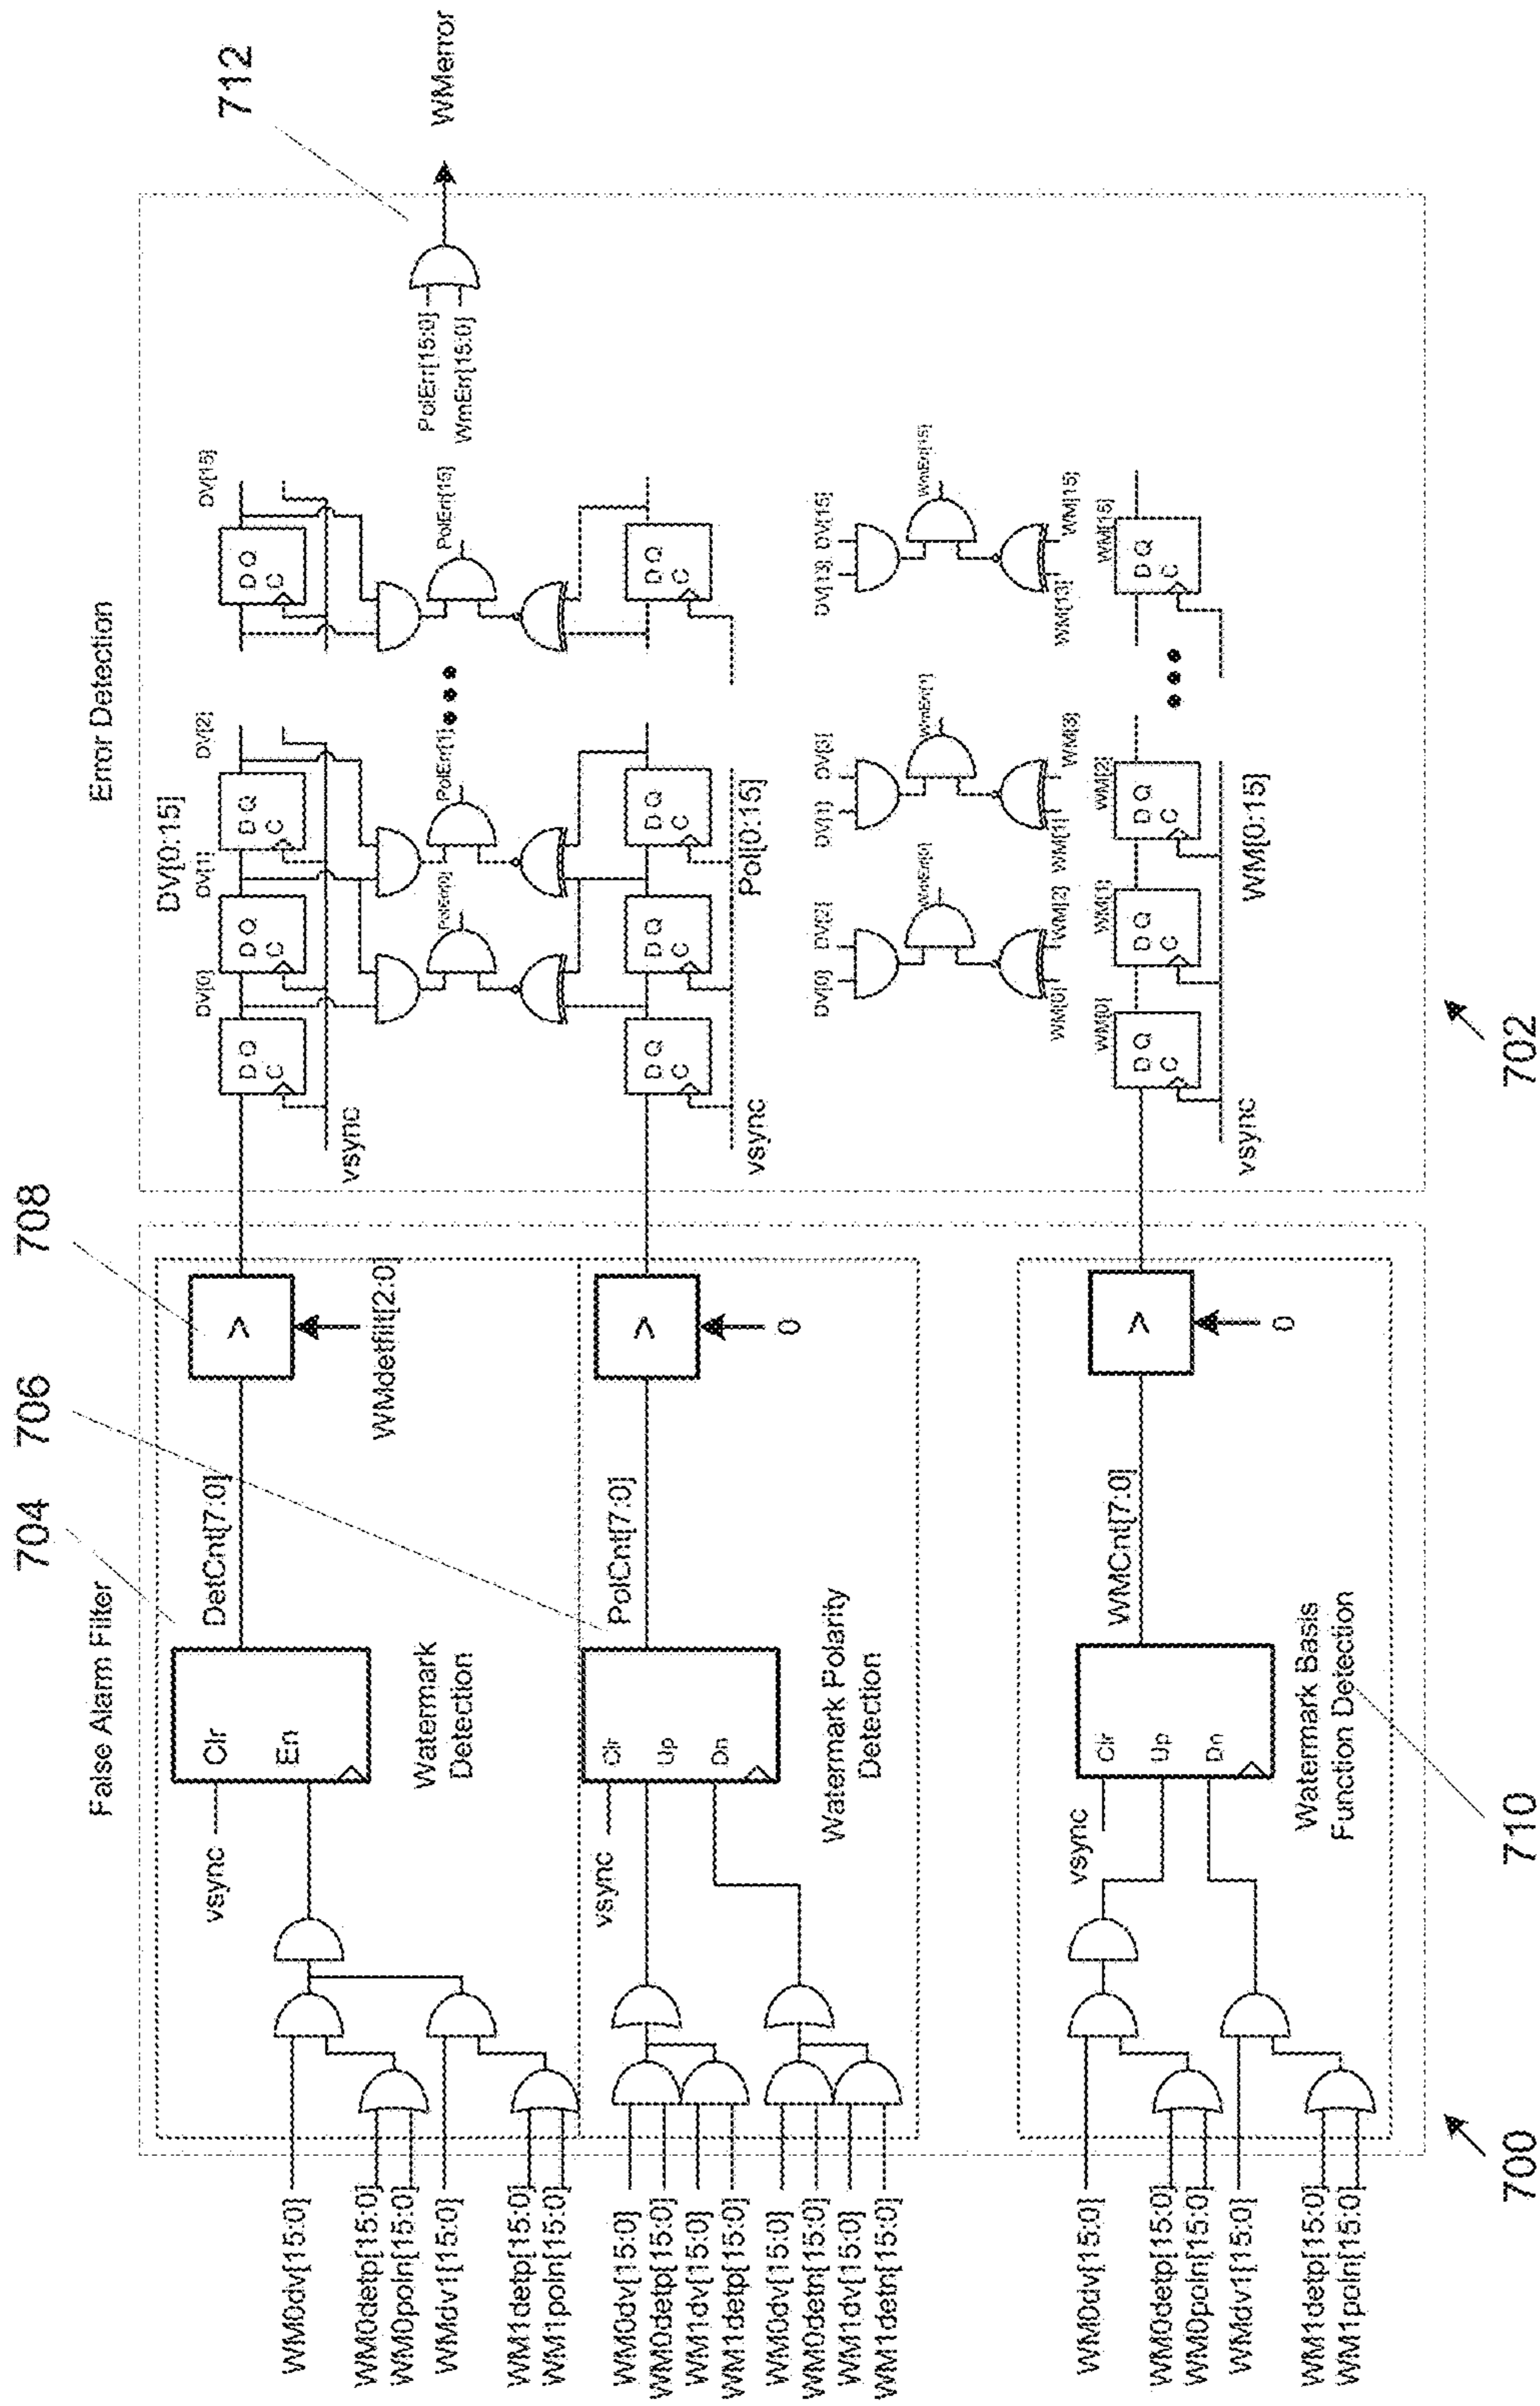 False Alarm Filter
704
706
708
Error Detection
712
WM0dv[15:0]
WM0detp[15:0]
WM0poln[15:0]
WMdv1[15:0]
WM1detp[15:0]
WM1poln[15:0]
vsync
Clr
En
Watermark
Detection
DetCnt[7:0]
>
WMdetfilt[2:0]
WM0dv[15:0]
WM0detp[15:0]
WM1dv[15:0]
WM1detp[15:0]
WM0dv[15:0]
WM0detn[15:0]
WM1dv[15:0]
WM1detn[15:0]
vsync
Clr
Up
Dn
Watermark Polarity
Detection
PolCnt[7:0]
>
0
WM0dv[15:0]
WM0detp[15:0]
WM0poln[15:0]
WMdv1[15:0]
WM1detp[15:0]
WM1poln[15:0]
vsync
Clr
Up
Dn
Watermark Basis
Function Detection
WMCnt[7:0]
>
0
700
710
DV[0:15]
DV[0]
DV[1]
DV[2]
DV[15]
D Q
C
D Q
C
D Q
C
D Q
C
vsync
PolErr[0]
PolErr[1]
PolErr[15]
D Q
C
D Q
C
D Q
C
D Q
C
vsync
Pol[0:15]
PolErr[15:0]
WmErr[15:0]
WMerror
DV[0]
DV[2]
DV[1]
DV[3]
DV[13]
DV[15]
WmErr[0]
WmErr[1]
WmErr[15]
WM[0]
WM[2]
WM[1]
WM[3]
WM[13]
WM[15]
WM[0]
WM[1]
WM[2]
WM[15]
D Q
C
D Q
C
D Q
C
D Q
C
vsync
WM[0:15]
702